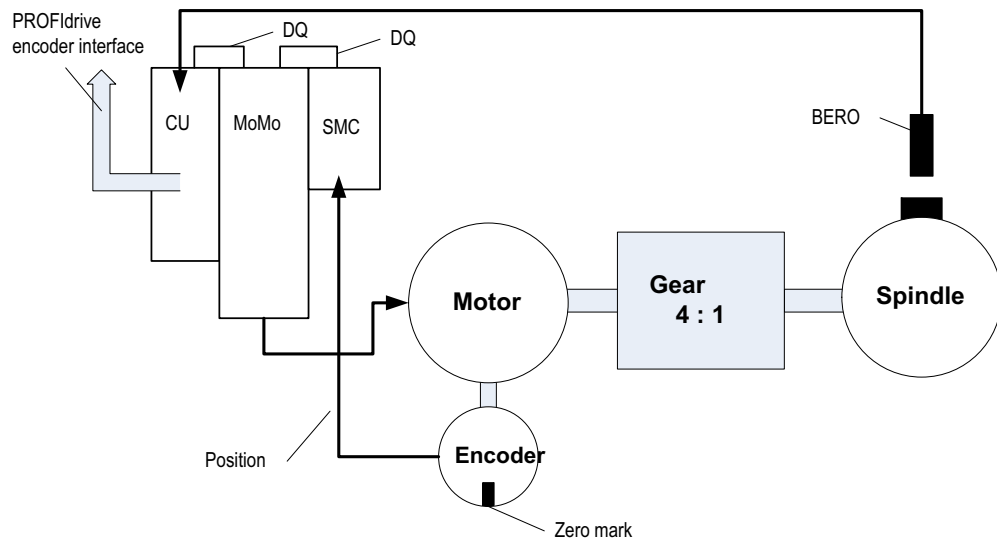 PROFIdrive
encoder interface
DQ
DQ
CU
MoMo
SMC
BERO
Motor
Gear
4 : 1
Spindle
Position
Encoder
Zero mark